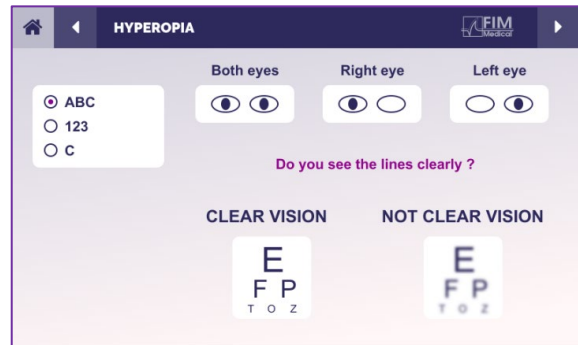 HYPEROPIA
FIM
Medical
Both eyes
Right eye
Left eye
ABC
123
C
Do you see the lines clearly ?
CLEAR VISION
NOT CLEAR VISION
E
F P
T O Z
E
F P
T O Z